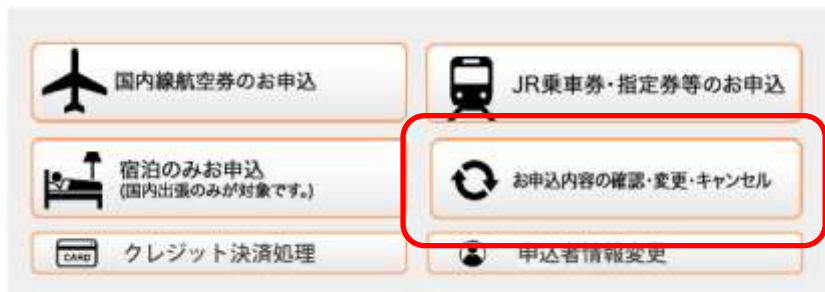 国内線航空券のお申込
JR乗車券・指定券等のお申込
宿泊のみお申込
(国内出張のみが対象です。)
お申込内容の確認・変更・キャンセル
CARD
クレジット決済処理
申込者情報変更